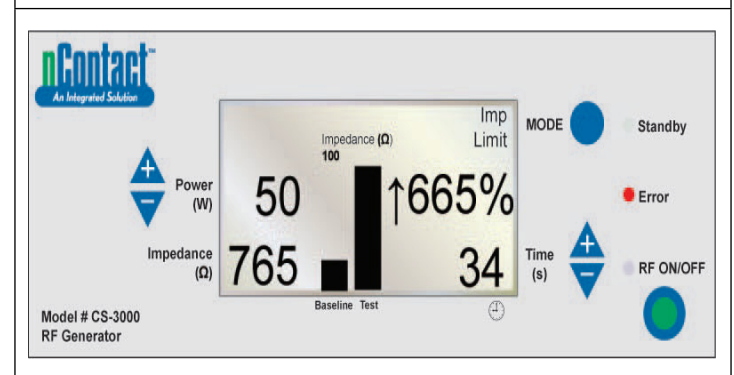 nContact™
An Integrated Solution
Imp
Limit
Impedance (Ω)
100
MODE
Standby
Power
(W)
50
↑665%
Error
Impedance
(Ω)
765
34
Time
(s)
RF ON/OFF
Baseline Test
Model # CS-3000
RF Generator